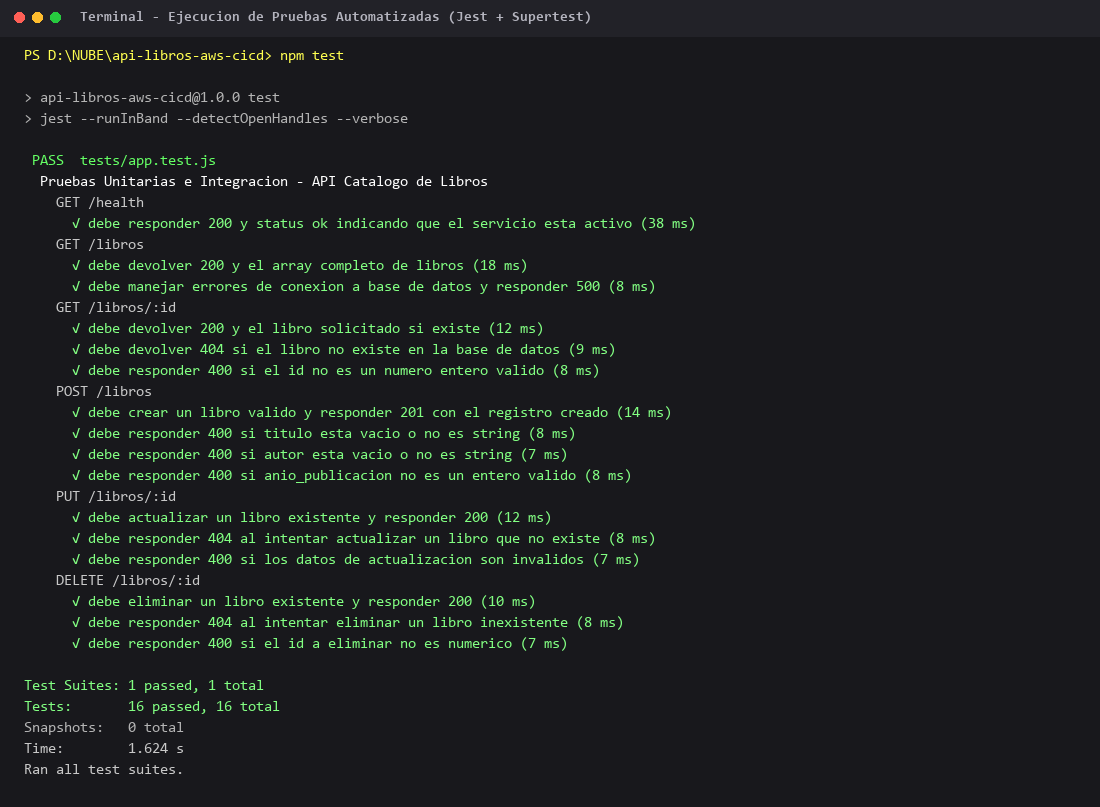 Terminal - Ejecucion de Pruebas Automatizadas (Jest + Supertest)
PS D:\NUBE\api-libros-aws-cicd> npm test
> api-libros-aws-cicd@1.0.0 test
> jest --runInBand --detectOpenHandles --verbose
PASS  tests/app.test.js
Pruebas Unitarias e Integracion - API Catalogo de Libros
GET /health
√ debe responder 200 y status ok indicando que el servicio esta activo (38 ms)
GET /libros
√ debe devolver 200 y el array completo de libros (18 ms)
√ debe manejar errores de conexion a base de datos y responder 500 (8 ms)
GET /libros/:id
√ debe devolver 200 y el libro solicitado si existe (12 ms)
√ debe devolver 404 si el libro no existe en la base de datos (9 ms)
√ debe responder 400 si el id no es un numero entero valido (8 ms)
POST /libros
√ debe crear un libro valido y responder 201 con el registro creado (14 ms)
√ debe responder 400 si titulo esta vacio o no es string (8 ms)
√ debe responder 400 si autor esta vacio o no es string (7 ms)
√ debe responder 400 si anio_publicacion no es un entero valido (8 ms)
PUT /libros/:id
√ debe actualizar un libro existente y responder 200 (12 ms)
√ debe responder 404 al intentar actualizar un libro que no existe (8 ms)
√ debe responder 400 si los datos de actualizacion son invalidos (7 ms)
DELETE /libros/:id
√ debe eliminar un libro existente y responder 200 (10 ms)
√ debe responder 404 al intentar eliminar un libro inexistente (8 ms)
√ debe responder 400 si el id a eliminar no es numerico (7 ms)
Test Suites: 1 passed, 1 total
Tests:       16 passed, 16 total
Snapshots:   0 total
Time:        1.624 s
Ran all test suites.